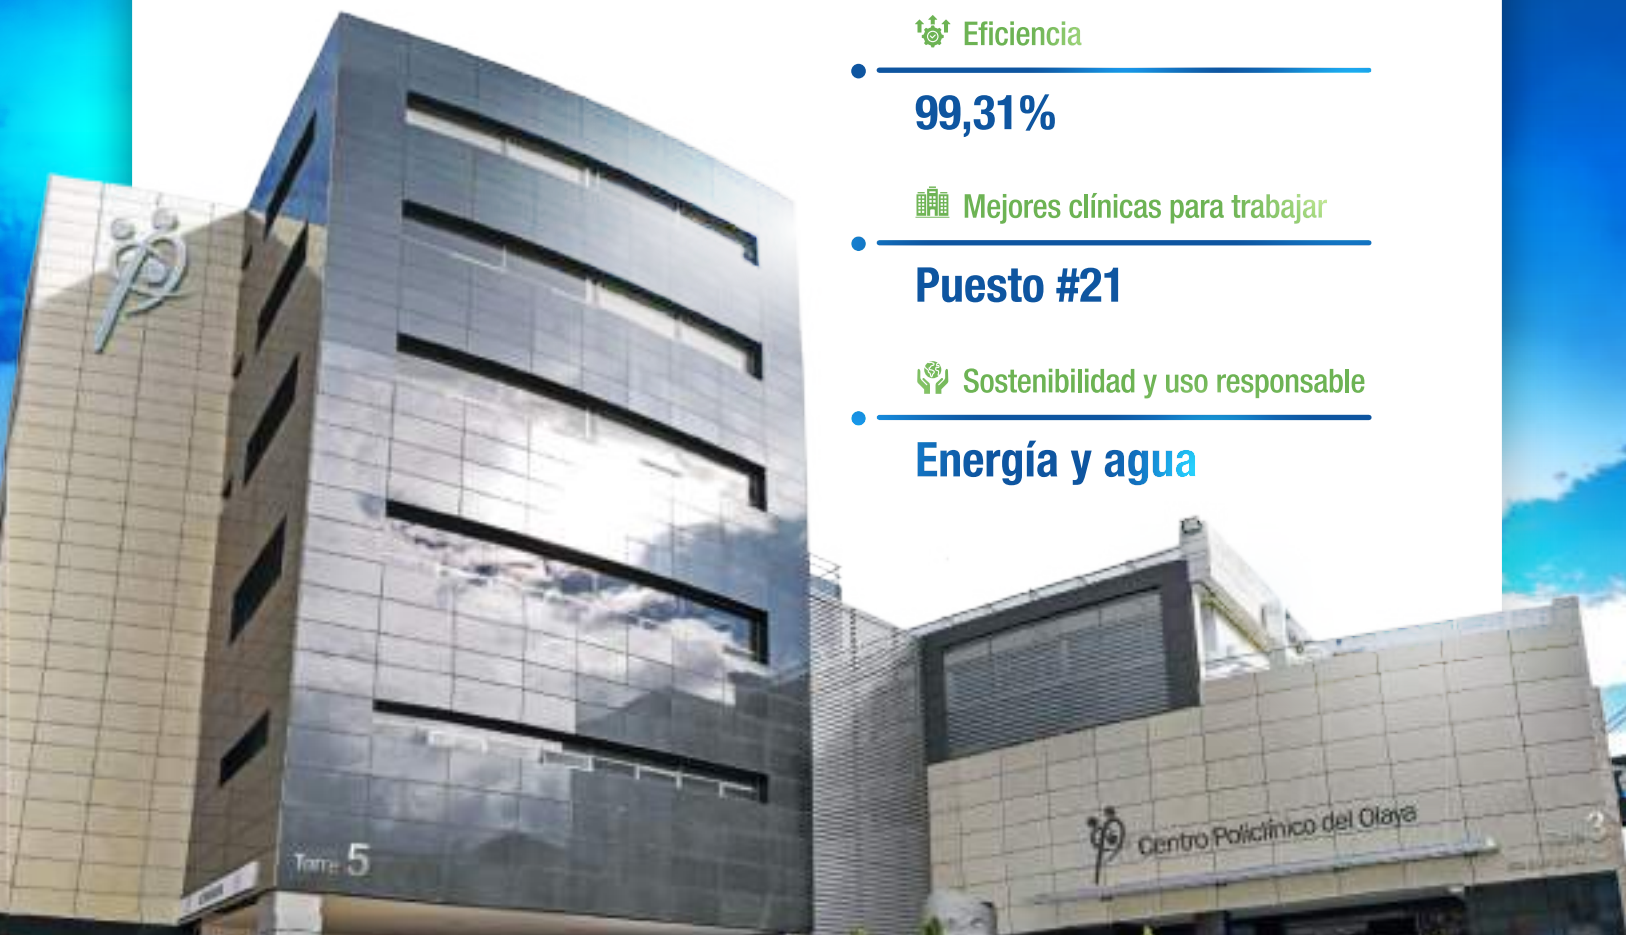 Eficiencia
99,31%
Mejores clínicas para trabajar
Puesto #21
Sostenibilidad y uso responsable
Energía y agua
Torre 5
Centro Policlínico del Olaya
3